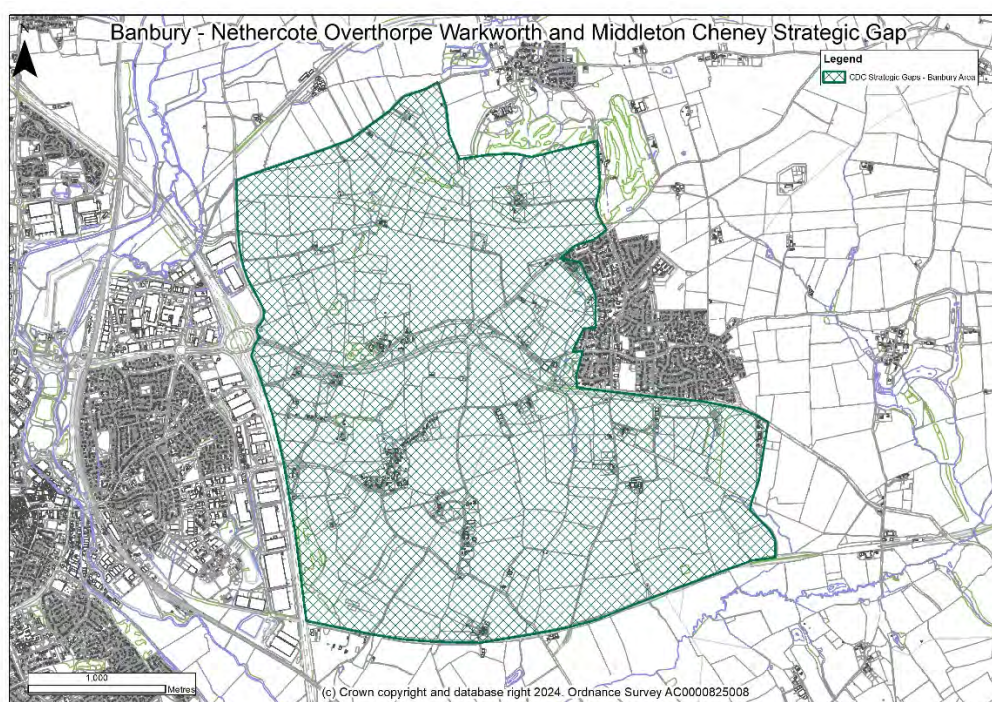 Banbury - Nethercote Overthorpe Warkworth and Middleton Cheney Strategic Gap
Legend
CDC Strategic Gaps - Banbury Area
1,000
Metres
(c) Crown copyright and database right 2024. Ordnance Survey AC0000825008